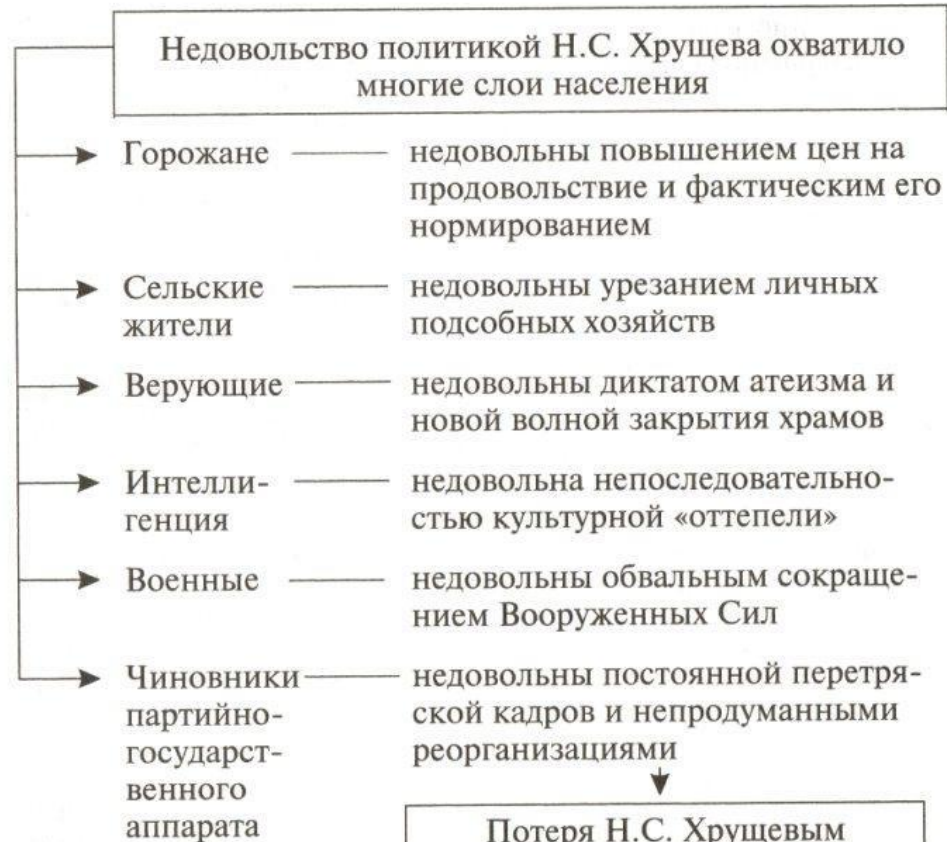 Недовольство политикой Н.С. Хрущева охватило
многие слои населения
Горожане
недовольны повышением цен на
продовольствие и фактическим его
нормированием
Сельские
жители
недовольны урезанием личных
подсобных хозяйств
Верующие
недовольны диктатом атеизма и
новой волной закрытия храмов
Интелли-
генция
недовольна непоследовательно-
стью культурной «оттепели»
Военные
недовольны обвальным сокраще-
нием Вооруженных Сил
Чиновники
партийно-
государст-
венного
аппарата
недовольны постоянной перетря-
ской кадров и непродуманными
реорганизациями
Потеря Н.С. Хрущевым